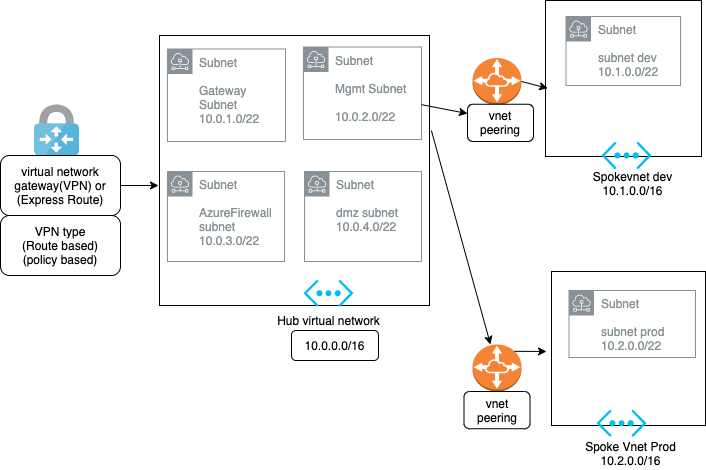 Subnet
Gateway
Subnet
10.0.1.0/22
Subnet
Mgmt Subnet
10.0.2.0/22
Subnet
AzureFirewall
subnet
10.0.3.0/22
Subnet
dmz subnet
10.0.4.0/22
Hub virtual network
10.0.0.0/16
virtual network
gateway(VPN) or
(Express Route)
VPN type
(Route based)
(policy based)
vnet
peering
Subnet
subnet dev
10.1.0.0/22
Spokevnet dev
10.1.0.0/16
vnet
peering
Subnet
subnet prod
10.2.0.0/22
Spoke Vnet Prod
10.2.0.0/16